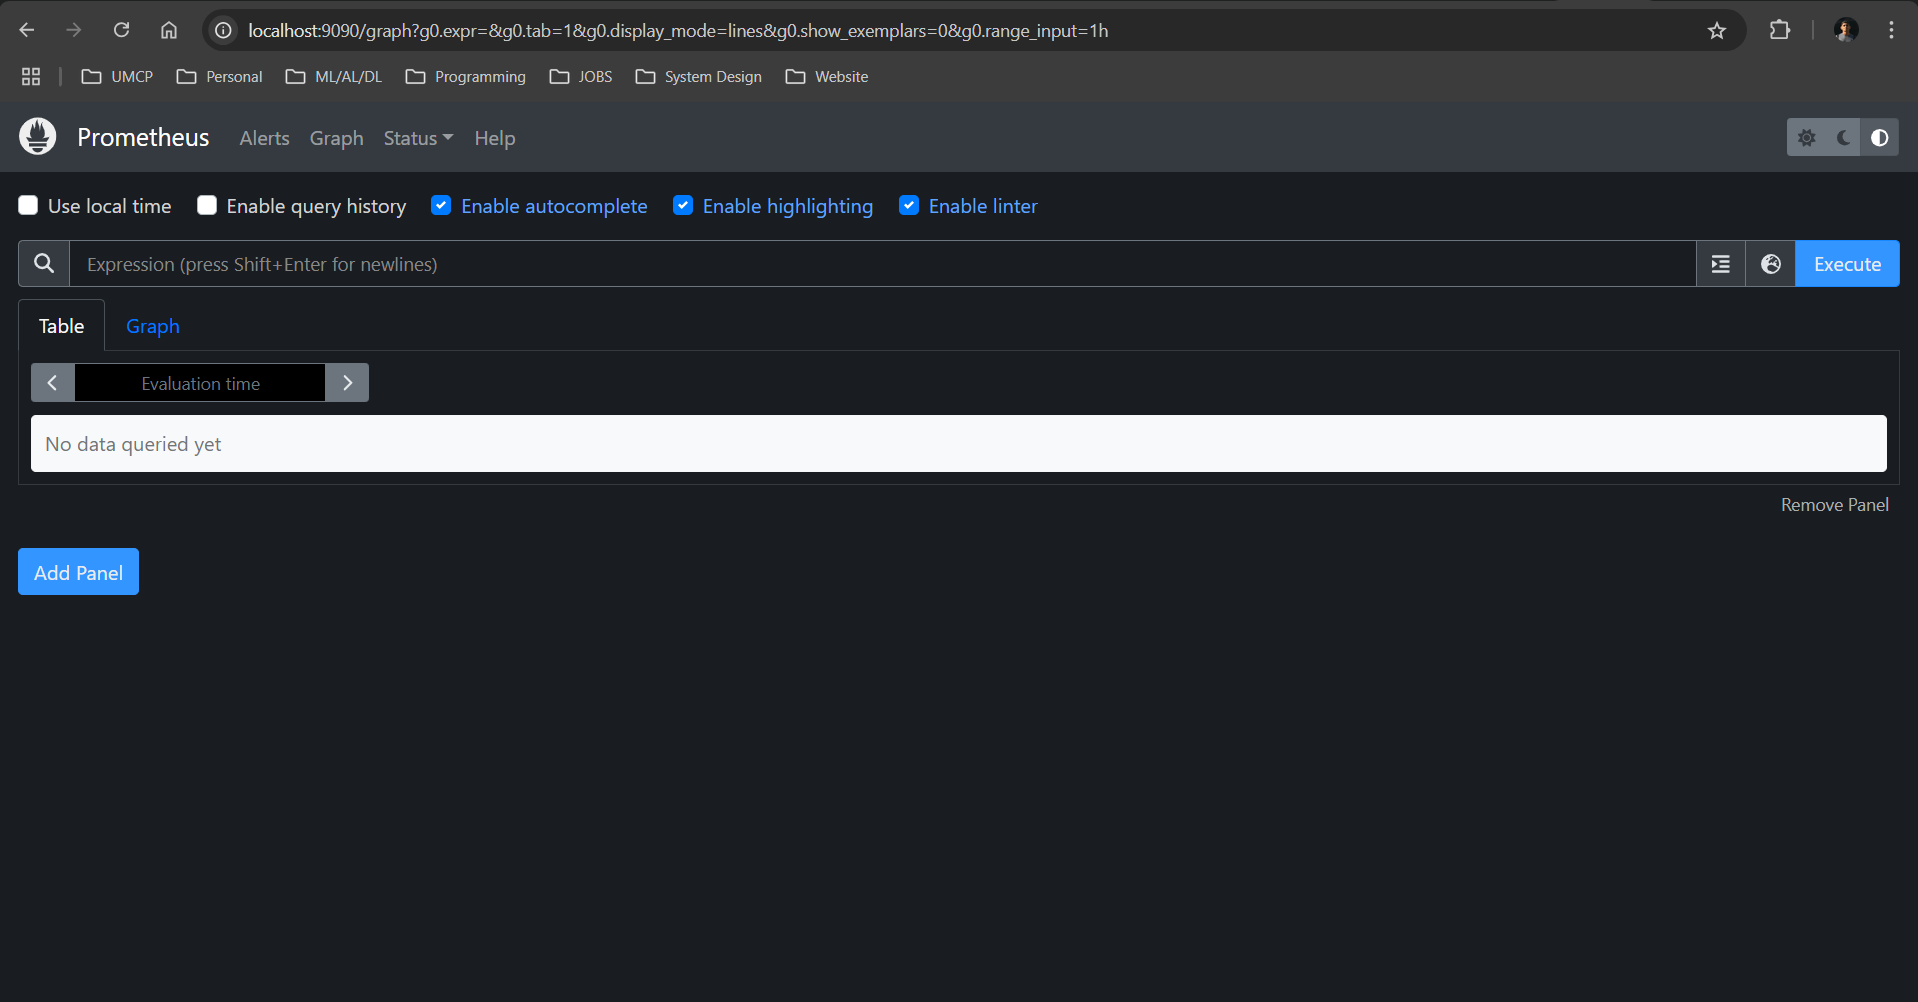 localhost:9090/graph?g0.expr=&g0.tab=1&g0.display_mode=lines&g0.show_exemplars=0&g0.range_input=1h
UMCP Personal ML/AL/DL Programming JOBS System Design Website
Prometheus Alerts Graph Status Help
Use local time Enable query history Enable autocomplete Enable highlighting Enable linter
Expression (press Shift+Enter for newlines) Execute
Table Graph
Evaluation time
No data queried yet
Remove Panel
Add Panel